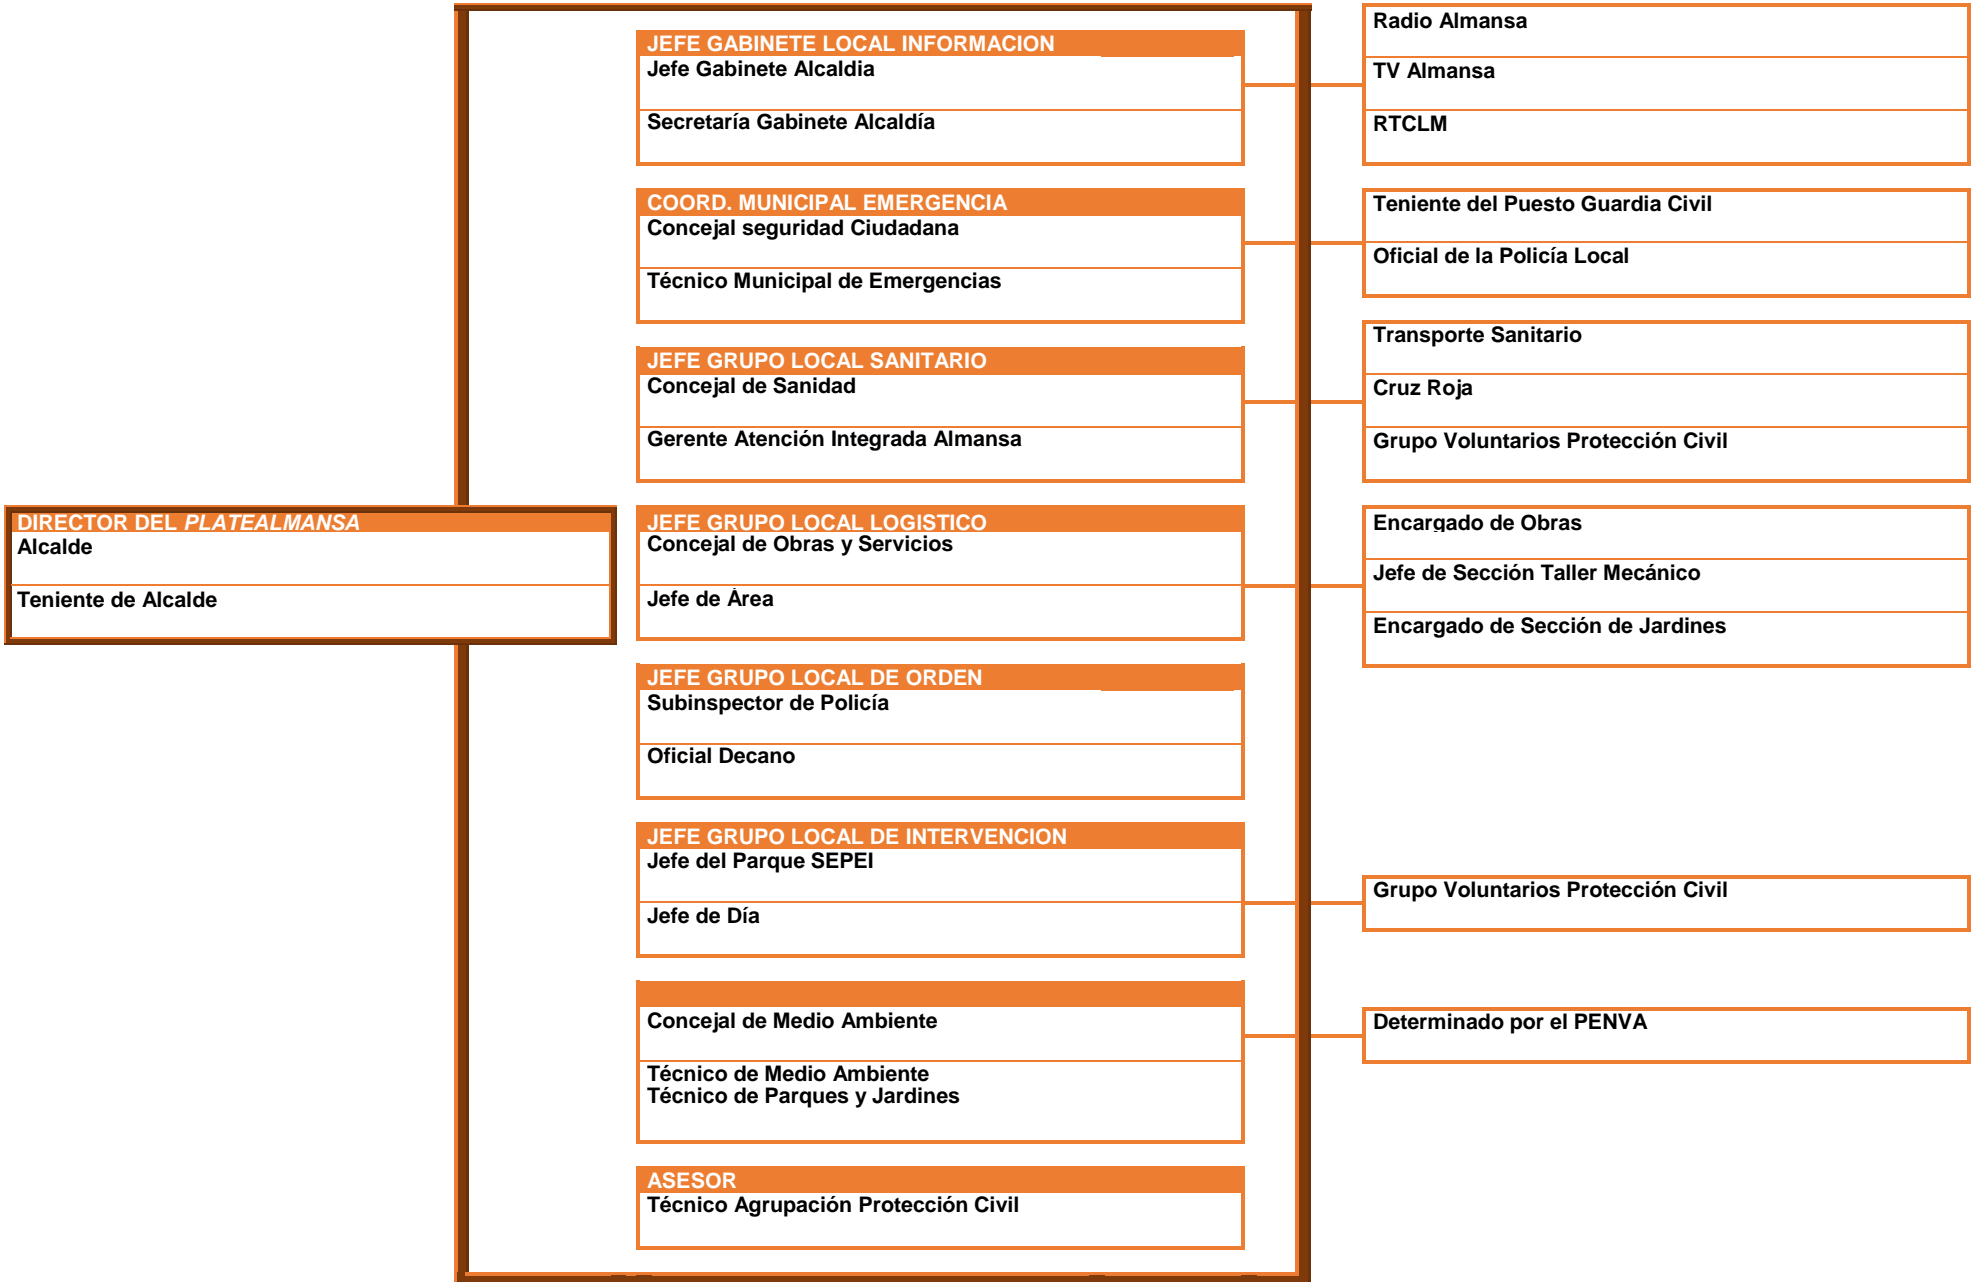 DIRECTOR DEL PLATEALMANSA
Alcalde
Teniente de Alcalde
JEFE GABINETE LOCAL INFORMACION
Jefe Gabinete Alcaldia
Secretaría Gabinete Alcaldía
Radio Almansa
TV Almansa
RTCLM
COORD. MUNICIPAL EMERGENCIA
Concejal seguridad Ciudadana
Técnico Municipal de Emergencias
Teniente del Puesto Guardia Civil
Oficial de la Policía Local
JEFE GRUPO LOCAL SANITARIO
Concejal de Sanidad
Gerente Atención Integrada Almansa
Transporte Sanitario
Cruz Roja
Grupo Voluntarios Protección Civil
JEFE GRUPO LOCAL LOGISTICO
Concejal de Obras y Servicios
Jefe de Área
Encargado de Obras
Jefe de Sección Taller Mecánico
Encargado de Sección de Jardines
JEFE GRUPO LOCAL DE ORDEN
Subinspector de Policía
Oficial Decano
JEFE GRUPO LOCAL DE INTERVENCION
Jefe del Parque SEPEI
Jefe de Día
Grupo Voluntarios Protección Civil
Concejal de Medio Ambiente
Técnico de Medio Ambiente
Técnico de Parques y Jardines
Determinado por el PENVA
ASESOR
Técnico Agrupación Protección Civil